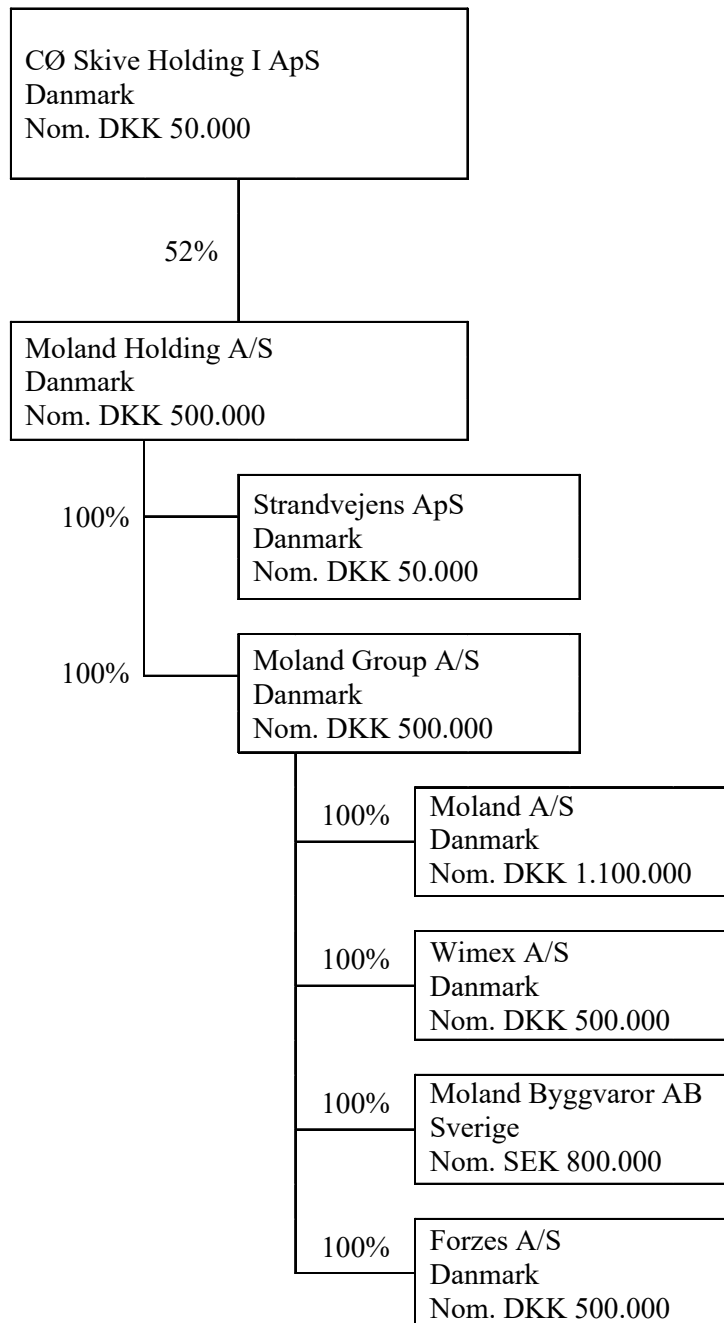 CØ Skive Holding I ApS
Danmark
Nom. DKK 50.000
52%
Moland Holding A/S
Danmark
Nom. DKK 500.000
100%
Strandvejens ApS
Danmark
Nom. DKK 50.000
100%
Moland Group A/S
Danmark
Nom. DKK 500.000
100%
Moland A/S
Danmark
Nom. DKK 1.100.000
100%
Wimex A/S
Danmark
Nom. DKK 500.000
100%
Moland Byggvaror AB
Sverige
Nom. SEK 800.000
100%
Forzes A/S
Danmark
Nom. DKK 500.000